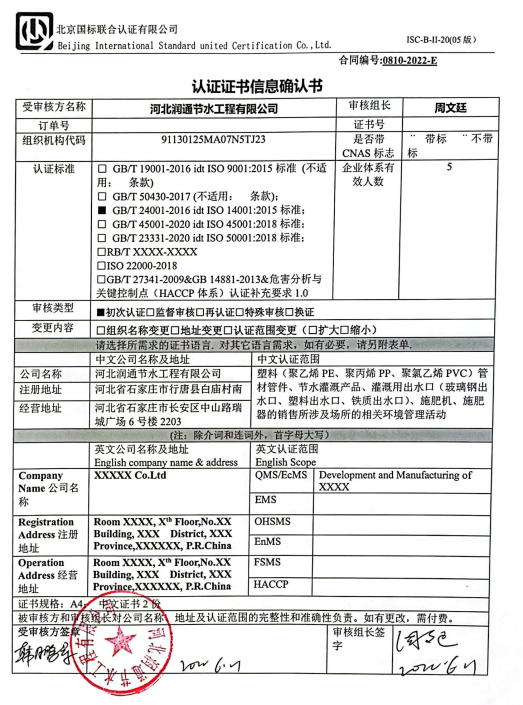 北京国标联合认证有限公司
Beijing International Standard united Certification Co., Ltd.
ISC-B-II-20(05 版)
合同编号:0810-2022-E
认证证书信息确认书
受审核方名称 河北润通节水工程有限公司 审核组长 周文廷
订单号 证书号
组织机构代码 91130125MA07N5TJ23 是否带 CNAS 标志 ¨ 带标 ¨不带标
认证标准 企业体系有效人数 5
□ GB/T 19001-2016 idt ISO 9001:2015 标准 (不适
用: 条款)
□ GB/T 50430-2017 (不适用: 条款);
■ GB/T 24001-2016 idt ISO 14001:2015 标准;
□ GB/T 45001-2020 idt ISO 45001:2018 标准;
□ GB/T 23331-2020 idt ISO 50001:2018 标准;
□RB/T XXXX-XXXX
□ISO 22000-2018
□GB/T 27341-2009&GB 14881-2013&危害分析与
关键控制点（HACCP 体系）认证补充要求 1.0
审核类型 ■初次认证□监督审核□再认证□特殊审核□换证
变更内容 □组织名称变更□地址变更□认证范围变更（□扩大□缩小）
请选择所需求的证书语言. 对其它语言需求，如有必要，请另附表单.
中文公司名称及地址 中文认证范围
公司名称 河北润通节水工程有限公司
注册地址 河北省石家庄市行唐县白庙村南
经营地址 河北省石家庄市长安区中山路瑞
城广场 6 号楼 2203
塑料（聚乙烯 PE、聚丙烯 PP、聚氯乙烯 PVC）管
材管件、节水灌溉产品、灌溉用出水口（玻璃钢出
水口、塑料出水口、铁质出水口）、施肥机、施肥
器的销售所涉及场所的相关环境管理活动
(注: 除介词和连词外，首字母大写)
英文公司名称及地址 英文认证范围
English company name & address English Scope
Company Name 公司名称 XXXXX Co.Ltd
QMS/EcMS Development and Manufacturing of
XXXX
EMS
Registration Address 注册地址
Room XXXX, Xth Floor,No.XX
Building, XXX District, XXX
Province,XXXXXX, P.R.China
OHSMS
EnMS
Operation Address 经营地址
Room XXXX, Xth Floor,No.XX
Building, XXX District, XXX
Province,XXXXXX, P.R.China
FSMS
HACCP
证书规格：A4; 中文证书 2 份
被审核方和审核组长对公司名称、地址及认证范围的完整性和准确性负责。如有更改，需付费。
受审核方签章 审核组长签字
河北润通节水工程有限公司
2022.6.21
2022.6.21